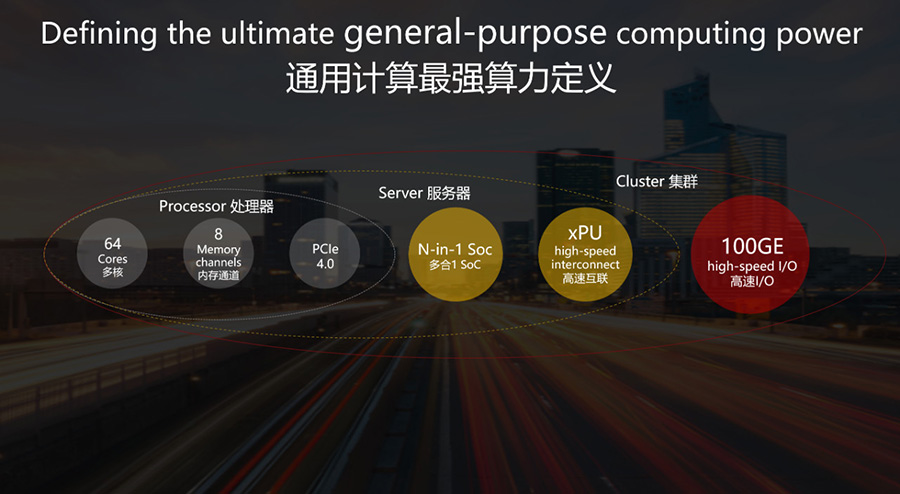 Defining the ultimate general-purpose computing power
通用计算最强算力定义
Cluster 集群
Server 服务器
Processor 处理器
64
Cores
多核
8
Memory
channels
内存通道
PCIe
4.0
N-in-1 Soc
多合1 SoC
xPU
high-speed
interconnect
高速互联
100GE
high-speed I/O
高速I/O